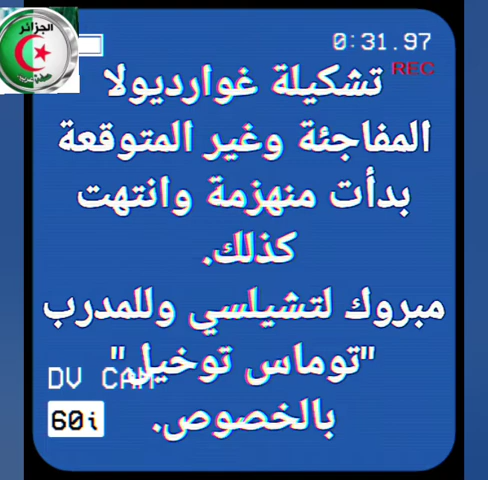 الجزائر
0:31.97
REC
تشكيلة غوارديولا
المفاجئة وغير المتوقعة
بدأت منهزمة وانتهت
كذلك.
مبروك لتشيلسي وللمدرب
"توماس توخيل"
بالخصوص.
DV CAM
60i